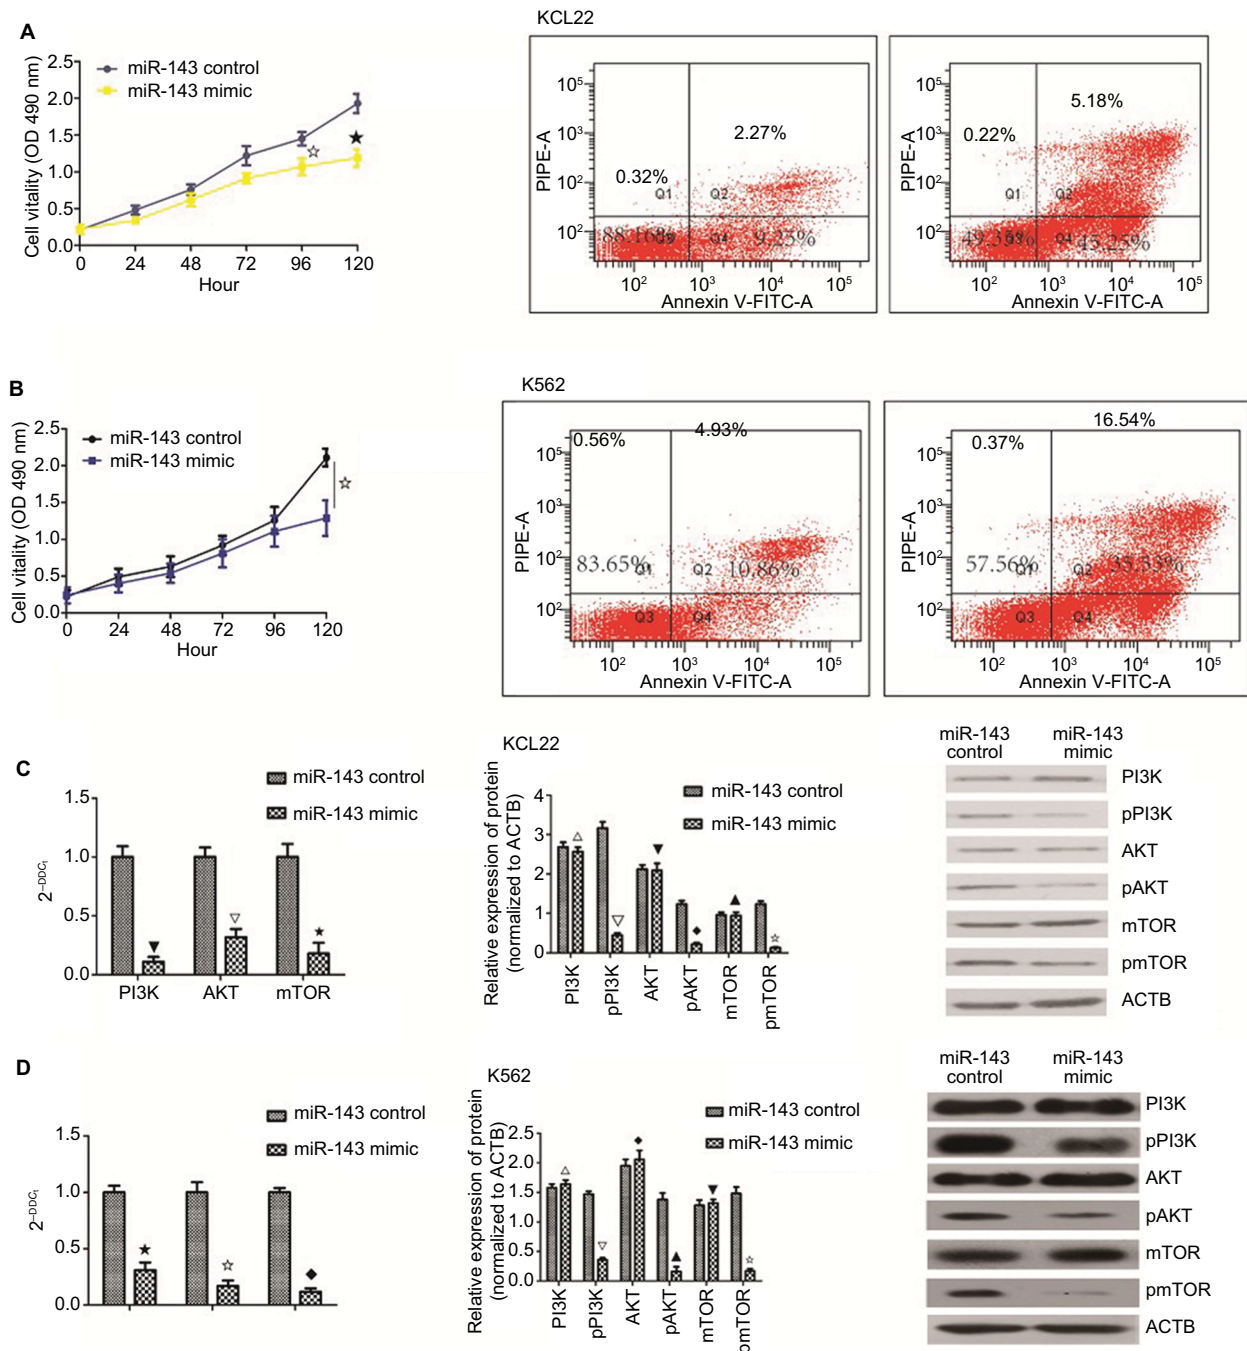 A
Cell vitality (OD 490 nm)
2.5
2.0
1.5
1.0
0.5
0.0
miR-143 control
miR-143 mimic
0 24 48 72 96 120
Hour
KCL22
PIPE-A
10⁵
10³
10²
10²
0.32%
2.27%
Q1 Q2
88.16% Q4 9.25%
10² 10³ 10⁴ 10⁵
Annexin V-FITC-A
PIPE-A
10⁵
10³
10²
10²
0.22%
5.18%
Q1 Q2
Q3 Q4 45.25%
10² 10³ 10⁴ 10⁵
Annexin V-FITC-A
B
Cell vitality (OD 490 nm)
2.5
2.0
1.5
1.0
0.5
0.0
miR-143 control
miR-143 mimic
0 24 48 72 96 120
Hour
K562
PIPE-A
10⁵
10³
10²
10²
0.56%
4.93%
83.65% Q1 Q2 10.86%
Q3 Q4
10² 10³ 10⁴ 10⁵
Annexin V-FITC-A
PIPE-A
10⁵
10³
10²
10²
0.37%
16.54%
57.56% Q1 Q2
Q3 Q4
10² 10³ 10⁴ 10⁵
Annexin V-FITC-A
C
2⁻ᴰᴰCₜ
1.5
1.0
0.5
0.0
miR-143 control
miR-143 mimic
PI3K AKT mTOR
KCL22
Relative expression of protein
(normalized to ACTB)
4
3
2
1
0
miR-143 control
miR-143 mimic
PI3K pPI3K AKT pAKT mTOR pmTOR
miR-143 control
miR-143 mimic
PI3K
pPI3K
AKT
pAKT
mTOR
pmTOR
ACTB
D
2⁻ᴰᴰCₜ
1.5
1.0
0.5
0.0
miR-143 control
miR-143 mimic
K562
Relative expression of protein
(normalized to ACTB)
2.5
2.0
1.5
1.0
0.5
0.0
miR-143 control
miR-143 mimic
PI3K pPI3K AKT pAKT mTOR pmTOR
miR-143 control
miR-143 mimic
PI3K
pPI3K
AKT
pAKT
mTOR
pmTOR
ACTB